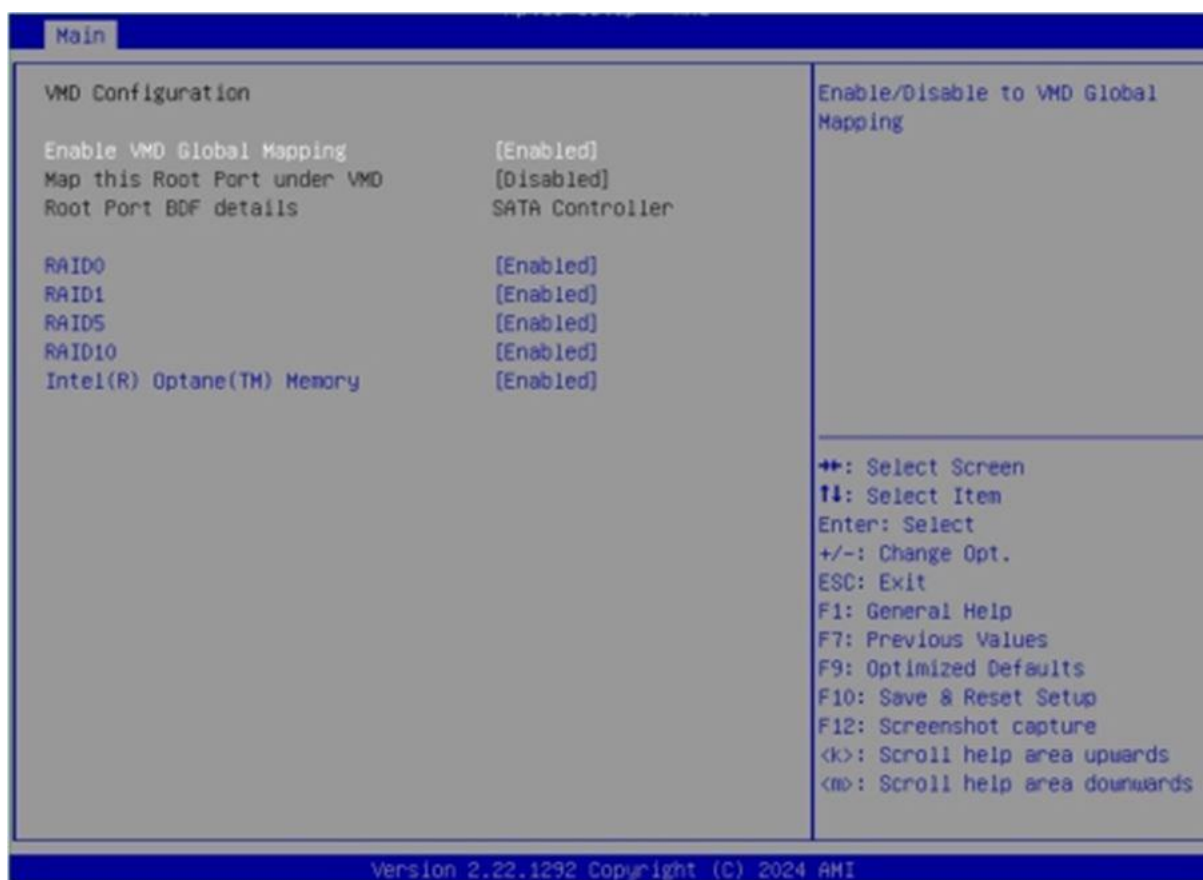 Main
VMD Configuration
Enable VMD Global Mapping [Enabled]
Map this Root Port under VMD [Disabled]
Root Port BDF details SATA Controller
RAID0 [Enabled]
RAID1 [Enabled]
RAID5 [Enabled]
RAID10 [Enabled]
Intel(R) Optane(TM) Memory [Enabled]
Enable/Disable to VMD Global
Mapping
→←: Select Screen
↑↓: Select Item
Enter: Select
+/-: Change Opt.
ESC: Exit
F1: General Help
F7: Previous Values
F9: Optimized Defaults
F10: Save & Reset Setup
F12: Screenshot capture
<k>: Scroll help area upwards
<m>: Scroll help area downwards
Version 2.22.1292 Copyright (C) 2024 AMI